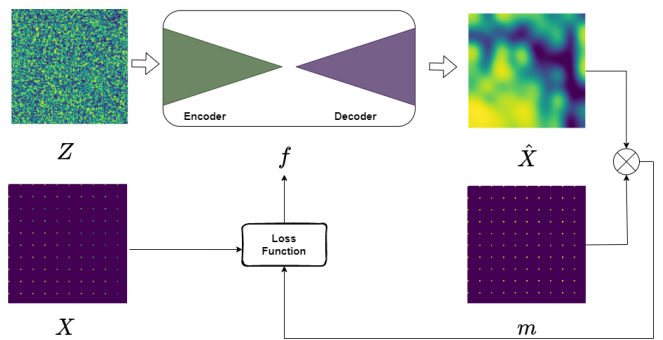 Encoder
Decoder
Z
f
X̂
Loss
Function
X
m